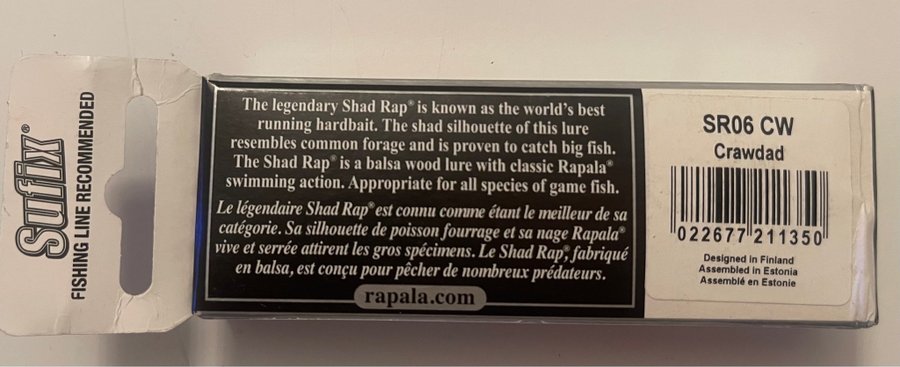 Sufix®
FISHING LINE RECOMMENDED
The legendary Shad Rap® is known as the world's best
running hardbait. The shad silhouette of this lure
resembles common forage and is proven to catch big fish.
The Shad Rap® is a balsa wood lure with classic Rapala®
swimming action. Appropriate for all species of game fish.
Le légendaire Shad Rap® est connu comme étant le meilleur de sa
catégorie. Sa silhouette de poisson fourrage et sa nage Rapala®
vive et serrée attirent les gros spécimens. Le Shad Rap®, fabriqué
en balsa, est conçu pour pêcher de nombreux prédateurs.
rapala.com
SR06 CW
Crawdad
022677 211350
Designed in Finland
Assembled in Estonia
Assemblé en Estonie